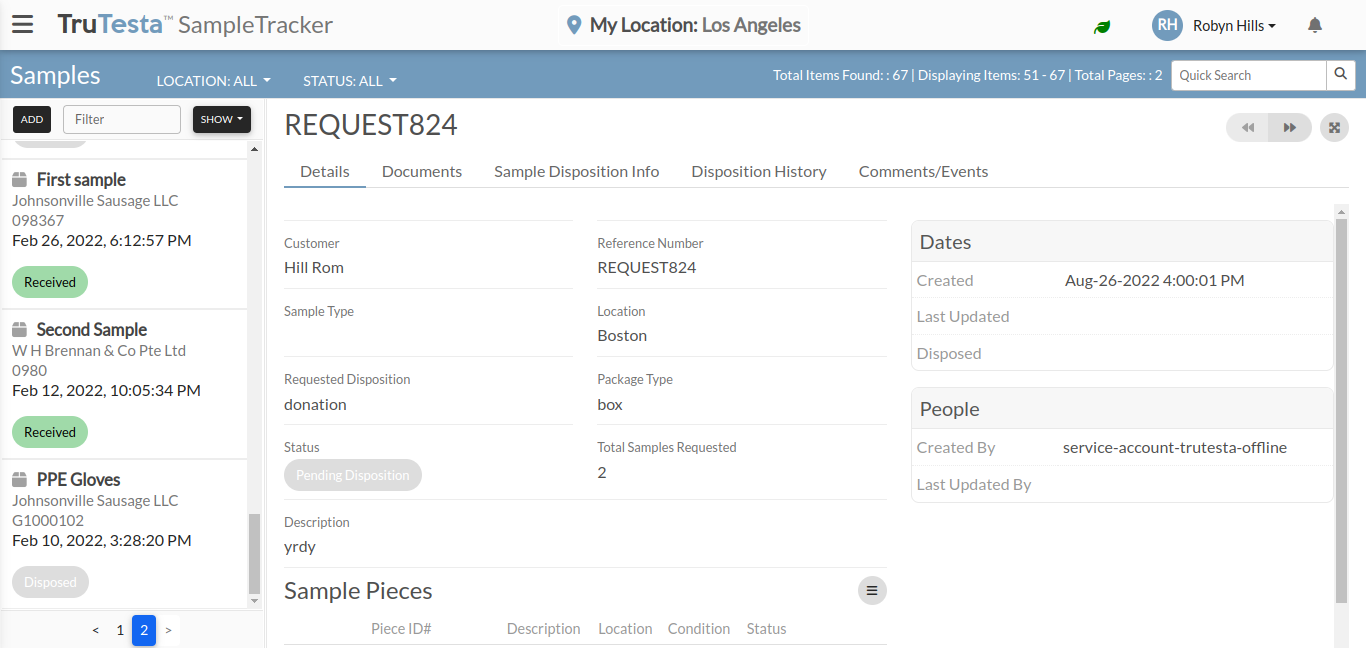 TruTesta™ SampleTracker
My Location: Los Angeles
RH
Robyn Hills
Samples
LOCATION: ALL
STATUS: ALL
Total Items Found: : 67 | Displaying Items: 51 - 67 | Total Pages: : 2
Quick Search
ADD
Filter
SHOW
First sample
Johnsonville Sausage LLC
098367
Feb 26, 2022, 6:12:57 PM
Received
Second Sample
W H Brennan & Co Pte Ltd
0980
Feb 12, 2022, 10:05:34 PM
Received
PPE Gloves
Johnsonville Sausage LLC
G1000102
Feb 10, 2022, 3:28:20 PM
Disposed
< 1 2 >
REQUEST824
Details
Documents
Sample Disposition Info
Disposition History
Comments/Events
Customer
Hill Rom
Reference Number
REQUEST824
Sample Type
Location
Boston
Requested Disposition
donation
Package Type
box
Status
Pending Disposition
Total Samples Requested
2
Description
yrdy
Sample Pieces
Piece ID# Description Location Condition Status
Dates
Created Aug-26-2022 4:00:01 PM
Last Updated
Disposed
People
Created By service-account-trutesta-offline
Last Updated By